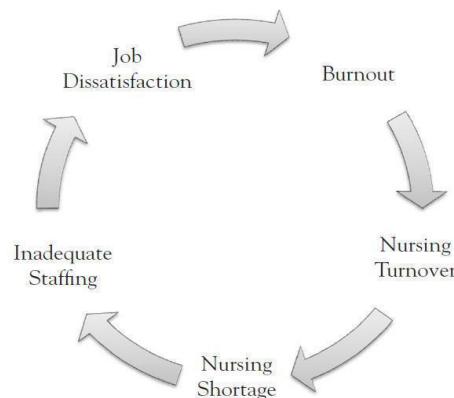 Job
Dissatisfaction
Burnout
Nursing
Turnover
Nursing
Shortage
Inadequate
Staffing